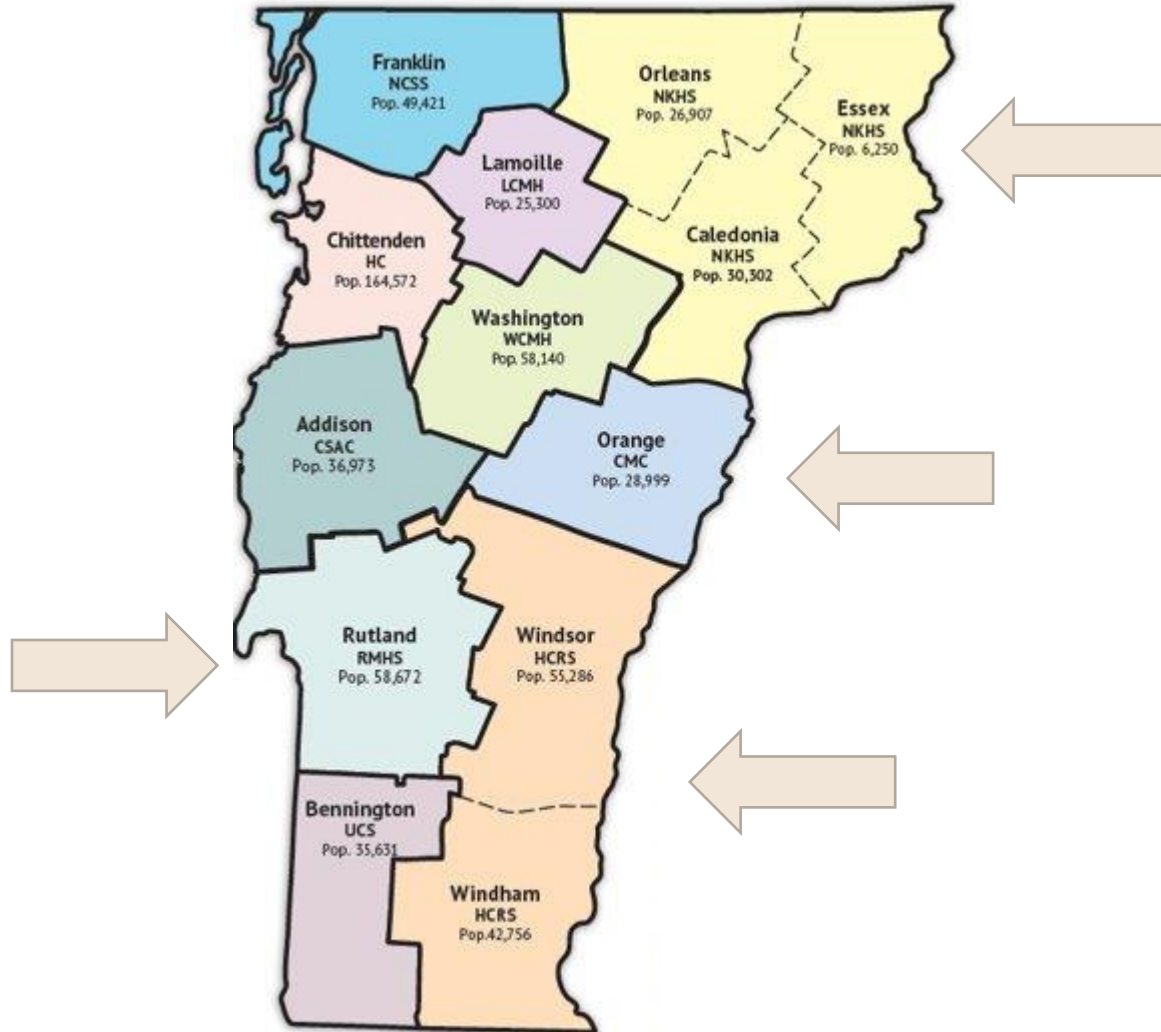 Franklin
NCSS
Pop. 49,421
Orleans
NKHS
Pop. 26,907
Essex
NKHS
Pop. 6,250
Lamoille
LCMH
Pop. 25,300
Chittenden
HC
Pop. 164,572
Caledonia
NKHS
Pop. 30,302
Washington
WCMH
Pop. 58,140
Addison
CSAC
Pop. 36,973
Orange
CMC
Pop. 28,999
Rutland
RMHS
Pop. 58,672
Windsor
HCRS
Pop. 55,286
Bennington
UCS
Pop. 35,631
Windham
HCRS
Pop.42,756